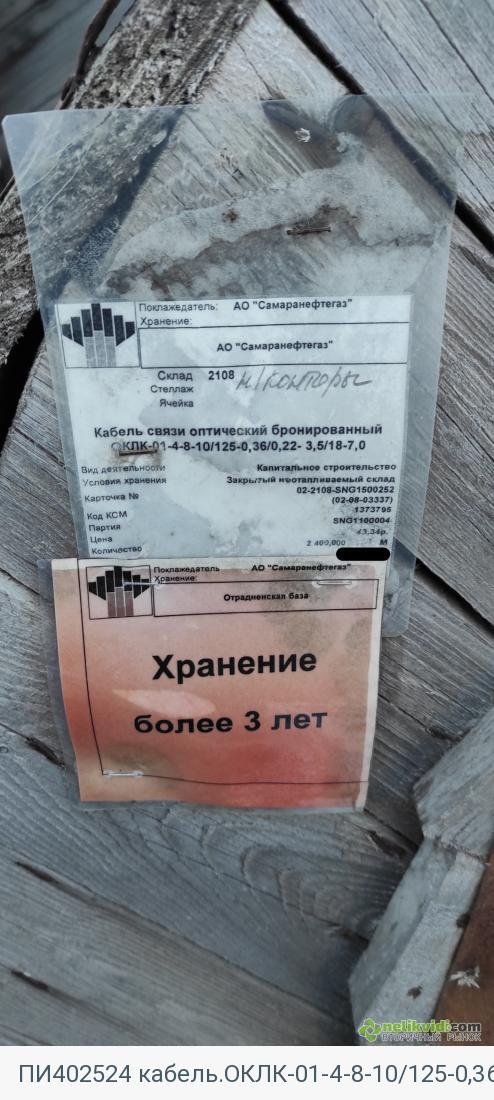 Поклажедатель: АО "Самаранефтегаз"
Хранение:
АО "Самаранефтегаз"
Склад 2108 н/конторы
Стеллаж
Ячейка
Кабель связи оптический бронированный
ОКЛК-01-4-8-10/125-0,36/0,22- 3,5/18-7,0
Вид деятельности Капитальное строительство
Условия хранения Закрытый неотапливаемый склад
Карточка № 02-2108-SNG1500252
(02-08-03337)
Код КСМ 1373795
Партия SNG1100004
Цена 43,34р.
Количество 2 400,000 М
Поклажедатель АО "Самаранефтегаз"
Хранение:
Отрадненская база
Хранение
более 3 лет
nelikvidi.com
ВТОРИЧНЫЙ РЫНОК
ПИ402524 кабель.ОКЛК-01-4-8-10/125-0,36